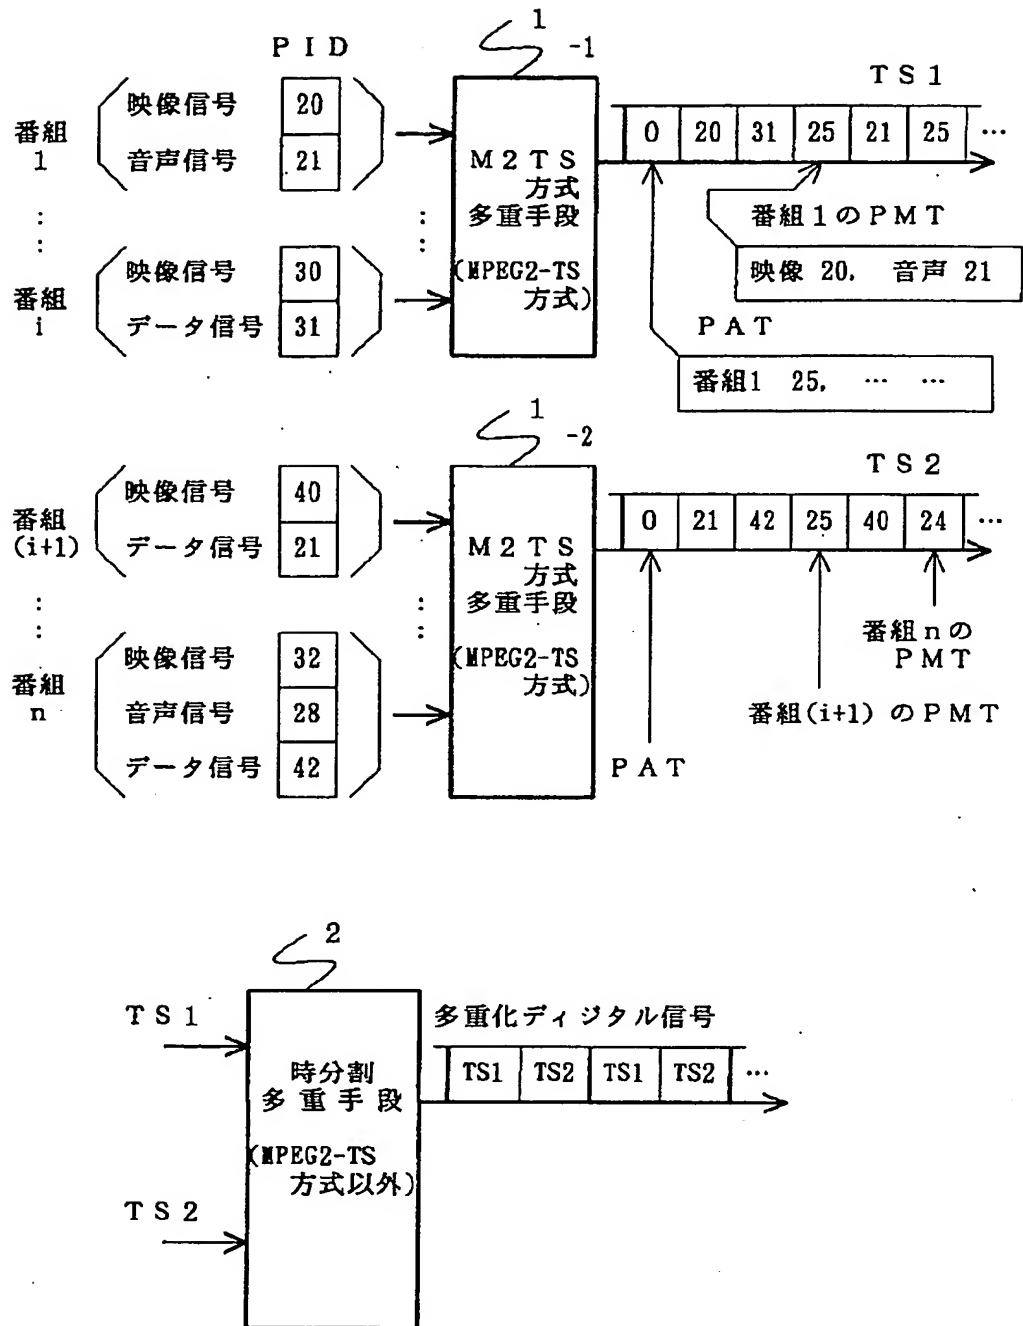 1
-1
PID
番組
1
映像信号 20
音声信号 21
:
:
番組
i
映像信号 30
データ信号 31
:
:
M2TS
方式
多重手段
(MPEG2-TS
方式)
TS1
0 20 31 25 21 25 …
番組1のPMT
映像 20, 音声 21
PAT
番組1 25, … …
1
-2
番組
(i+1)
映像信号 40
データ信号 21
:
:
番組
n
映像信号 32
音声信号 28
データ信号 42
:
:
M2TS
方式
多重手段
(MPEG2-TS
方式)
TS2
0 21 42 25 40 24 …
番組nの
PMT
番組(i+1) のPMT
PAT
2
TS1
TS2
時分割
多重手段
(MPEG2-TS
方式以外)
多重化ディジタル信号
TS1 TS2 TS1 TS2 …